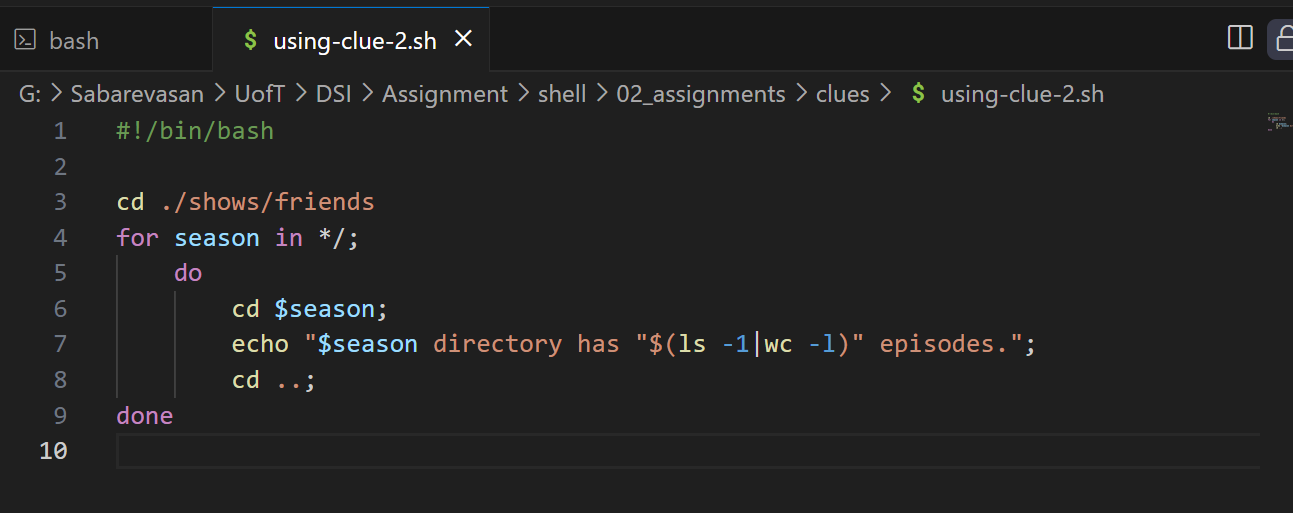 bash
$ using-clue-2.sh ×
G: > Sabarevasan > UofT > DSI > Assignment > shell > 02_assignments > clues > $ using-clue-2.sh
1 #!/bin/bash
2
3 cd ./shows/friends
4 for season in */;
5     do
6         cd $season;
7         echo "$season directory has "$(ls -1|wc -l)" episodes.";
8         cd ..;
9 done
10